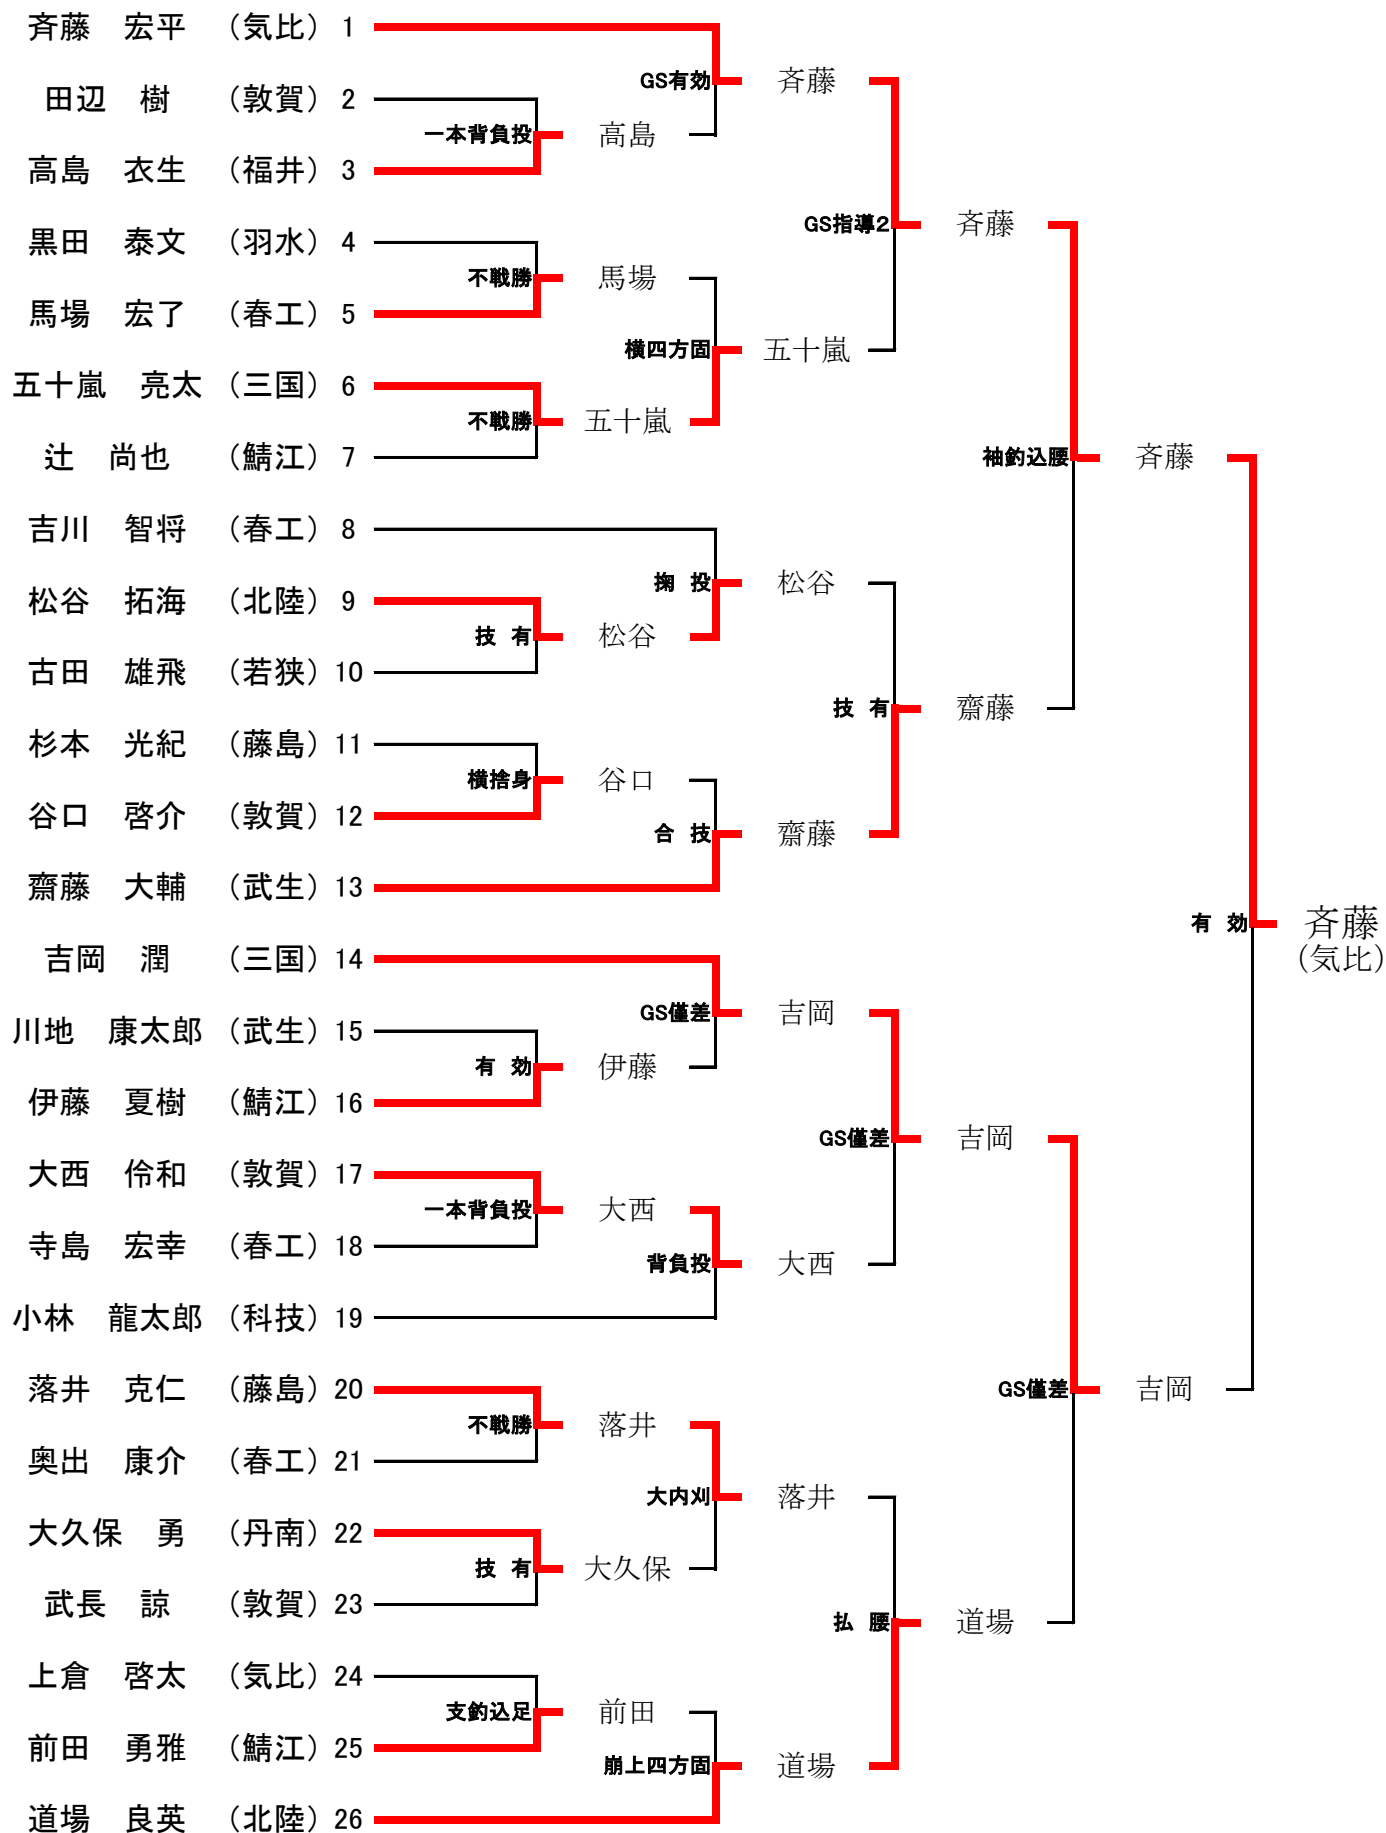 斉藤　宏平　（気比）　1
GS有効　斉藤
田辺　樹　（敦賀）　2
一本背負投　高島
高島　衣生　（福井）　3
GS指導2　斉藤
黒田　泰文　（羽水）　4
不戦勝　馬場
馬場　宏了　（春工）　5
横四方固　五十嵐
五十嵐　亮太　（三国）　6
不戦勝　五十嵐
辻　尚也　（鯖江）　7
袖釣込腰　斉藤
吉川　智将　（春工）　8
掬　投　松谷
松谷　拓海　（北陸）　9
技　有　松谷
古田　雄飛　（若狭）　10
技　有　齋藤
杉本　光紀　（藤島）　11
横捨身　谷口
谷口　啓介　（敦賀）　12
合　技　齋藤
齋藤　大輔　（武生）　13
有　効　斉藤
（気比）
吉岡　潤　（三国）　14
GS僅差　吉岡
川地　康太郎　（武生）　15
有　効　伊藤
伊藤　夏樹　（鯖江）　16
GS僅差　吉岡
大西　伶和　（敦賀）　17
一本背負投　大西
寺島　宏幸　（春工）　18
背負投　大西
小林　龍太郎　（科技）　19
落井　克仁　（藤島）　20
GS僅差　吉岡
不戦勝　落井
奥出　康介　（春工）　21
大内刈　落井
大久保　勇　（丹南）　22
技　有　大久保
武長　諒　（敦賀）　23
払　腰　道場
上倉　啓太　（気比）　24
支釣込足　前田
前田　勇雅　（鯖江）　25
崩上四方固　道場
道場　良英　（北陸）　26